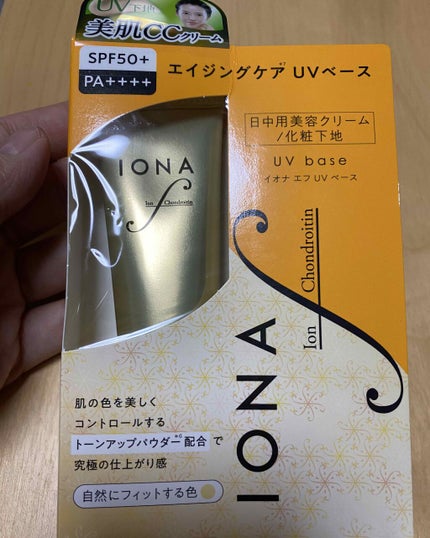 UV下地
美肌CCクリーム
SPF50+
PA++++
エイジングケア*¹ UVベース
日中用美容クリーム
/化粧下地
UV base
イオナ エフ UV ベース
IONA
Ion Chondroitin
IONA
Ion Chondroitin
肌の色を美しく
コントロールする
トーンアップパウダー配合で
究極の仕上がり感
自然にフィットする色